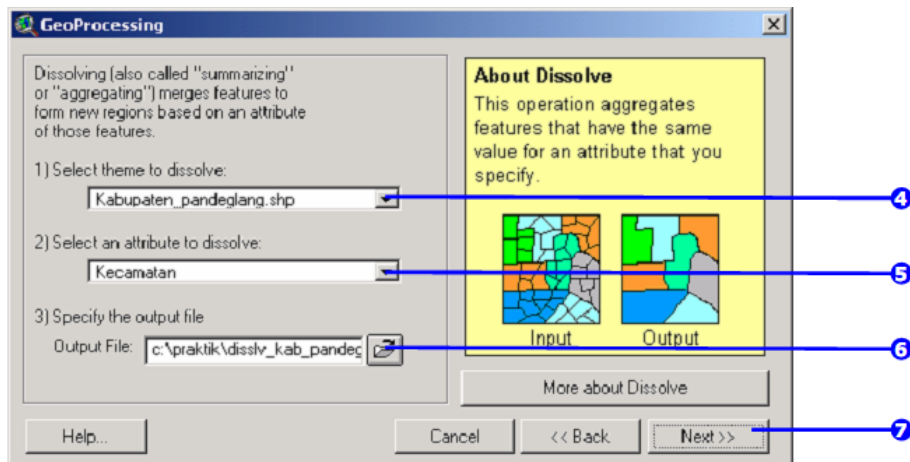 GeoProcessing
Dissolving (also called "summarizing"
or "aggregating") merges features to
form new regions based on an attribute
of those features.
1) Select theme to dissolve:
Kabupaten_pandeglang.shp
2) Select an attribute to dissolve:
Kecamatan
3) Specify the output file
Output File: c:\praktik\disslv_kab_pandeg
About Dissolve
This operation aggregates
features that have the same
value for an attribute that you
specify.
Input Output
More about Dissolve
Help... Cancel << Back Next >>
4
5
6
7